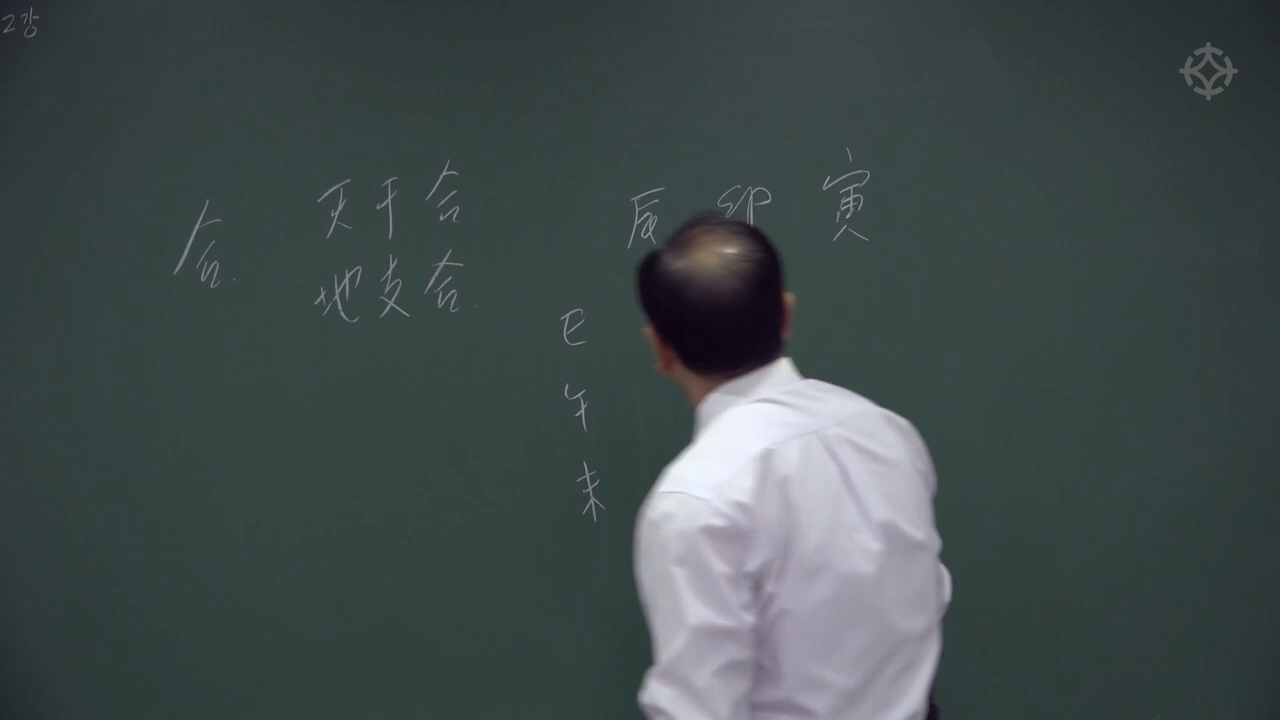 2강
合.
天干合
地支合.
辰 卯 寅
巳
午
未